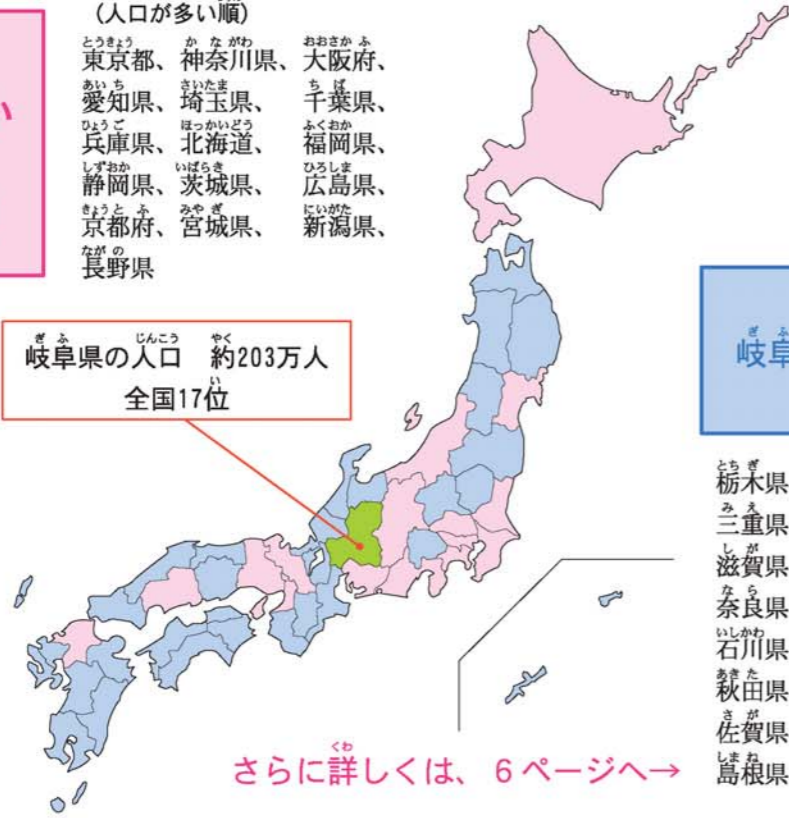 (人口が多い順)
東京都、神奈川県、大阪府、
愛知県、埼玉県、千葉県、
兵庫県、北海道、福岡県、
静岡県、茨城県、広島県、
京都府、宮城県、新潟県、
長野県
い
岐阜県の人口 約203万人
全国17位
岐阜
栃木県
三重県
滋賀県
奈良県
石川県
秋田県
佐賀県
島根県
さらに詳しくは、6ページへ→